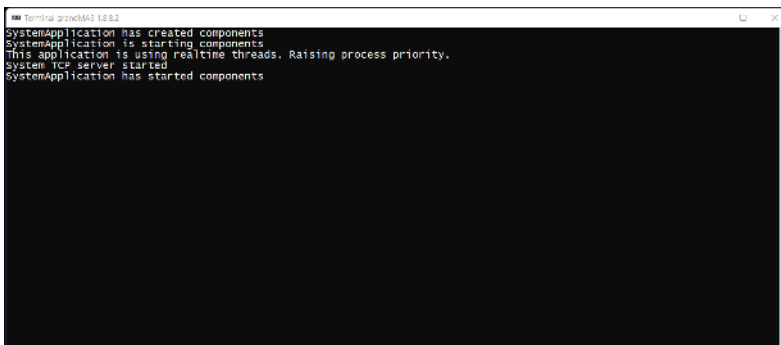 Terminal grandMA3 1.8.8.2
SystemApplication has created components
SystemApplication is starting components
This application is using realtime threads. Raising process priority.
System TCP server started
SystemApplication has started components